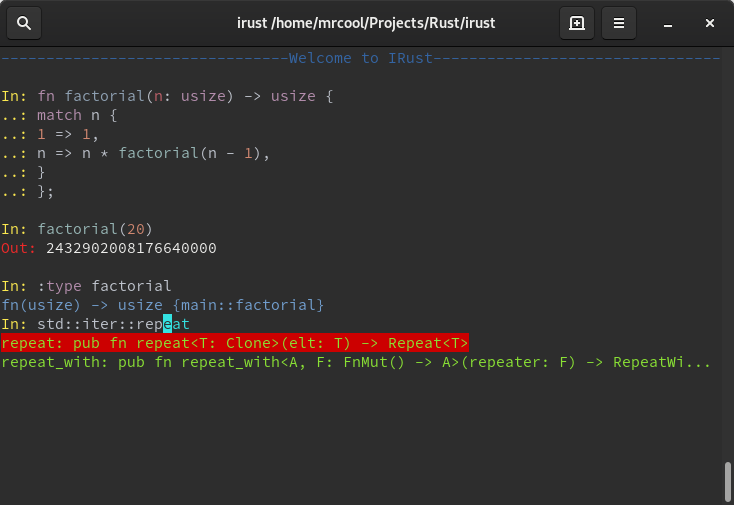 irust /home/mrcool/Projects/Rust/irust
-------------------------------Welcome to IRust-------------------------------
In: fn factorial(n: usize) -> usize {
..: match n {
..: 1 => 1,
..: n => n * factorial(n - 1),
..: }
..: };
In: factorial(20)
Out: 2432902008176640000
In: :type factorial
fn(usize) -> usize {main::factorial}
In: std::iter::repeat
repeat: pub fn repeat<T: Clone>(elt: T) -> Repeat<T>
repeat_with: pub fn repeat_with<A, F: FnMut() -> A>(repeater: F) -> RepeatWi...